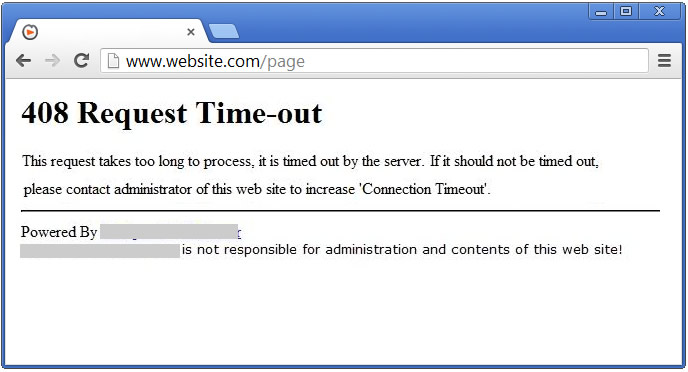 www.website.com/page
408 Request Time-out
This request takes too long to process, it is timed out by the server. If it should not be timed out,
please contact administrator of this web site to increase 'Connection Timeout'.
Powered By
is not responsible for administration and contents of this web site!